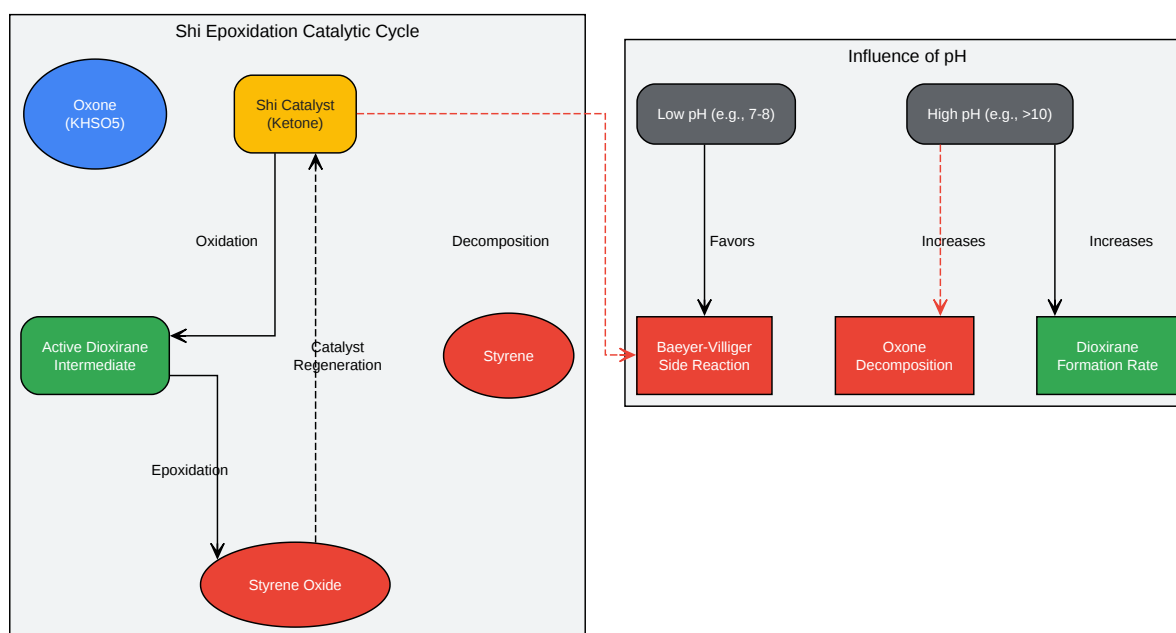 Shi Epoxidation Catalytic Cycle
Oxone
(KHSO5)
Shi Catalyst
(Ketone)
Oxidation
Decomposition
Active Dioxirane
Intermediate
Catalyst
Regeneration
Styrene
Epoxidation
Styrene Oxide
Influence of pH
Low pH (e.g., 7-8)
High pH (e.g., >10)
Favors
Increases
Increases
Baeyer-Villiger
Side Reaction
Oxone
Decomposition
Dioxirane
Formation Rate